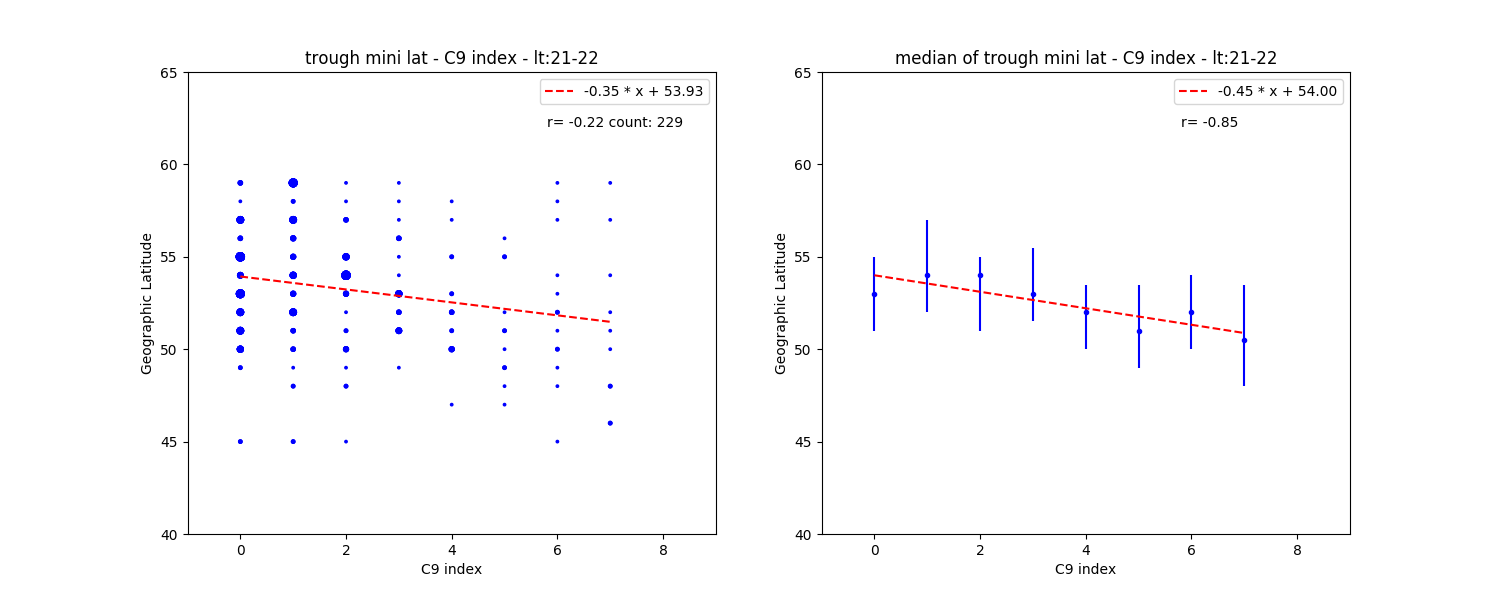 trough mini lat - C9 index - lt:21-22
-0.35 * x + 53.93
r= -0.22 count: 229
65
60
55
50
45
40
Geographic Latitude
0 2 4 6 8
C9 index
median of trough mini lat - C9 index - lt:21-22
-0.45 * x + 54.00
r= -0.85
65
60
55
50
45
40
Geographic Latitude
0 2 4 6 8
C9 index